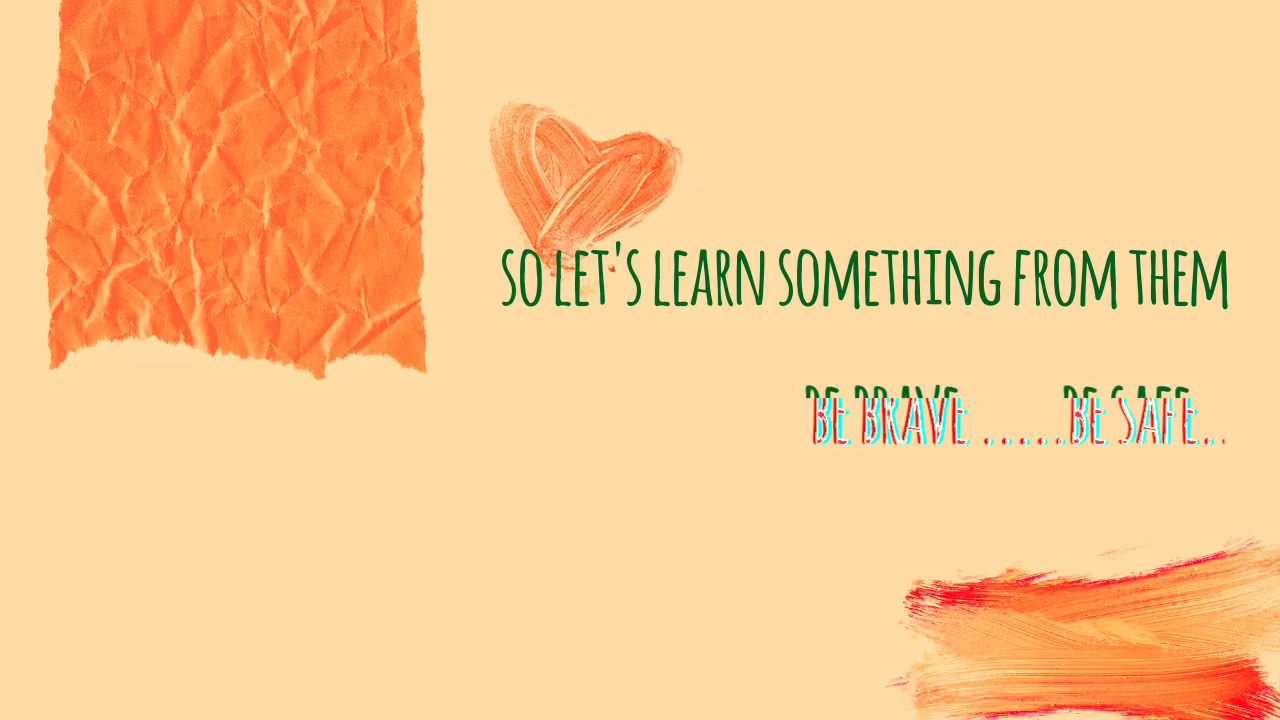 SO LET'S LEARN SOMETHING FROM THEM
BE BRAVE .....BE SAFE..